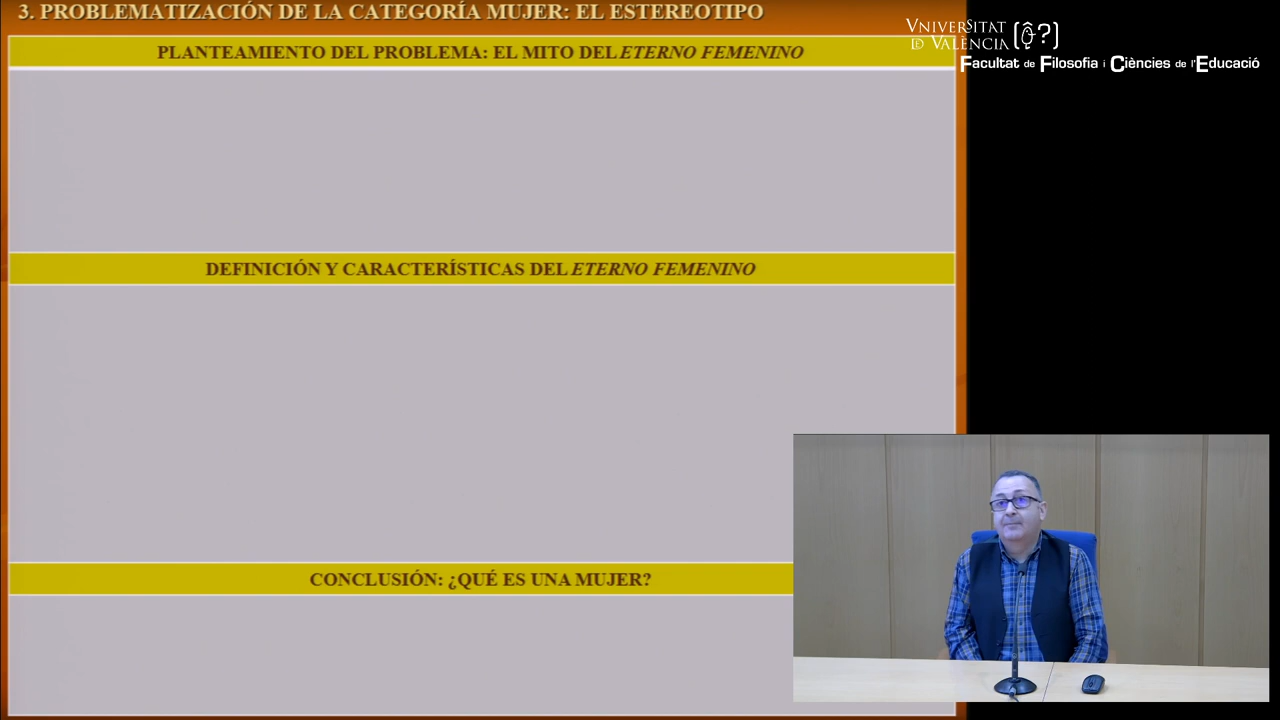 3. PROBLEMATIZACIÓN DE LA CATEGORÍA MUJER: EL ESTEREOTIPO
VNIVERSITAT
D VALÈNCIA (Q?)
PLANTEAMIENTO DEL PROBLEMA: EL MITO DEL ETERNO FEMENINO
Facultat de Filosofia i Ciències de l'Educació
DEFINICIÓN Y CARACTERÍSTICAS DEL ETERNO FEMENINO
CONCLUSIÓN: ¿QUÉ ES UNA MUJER?